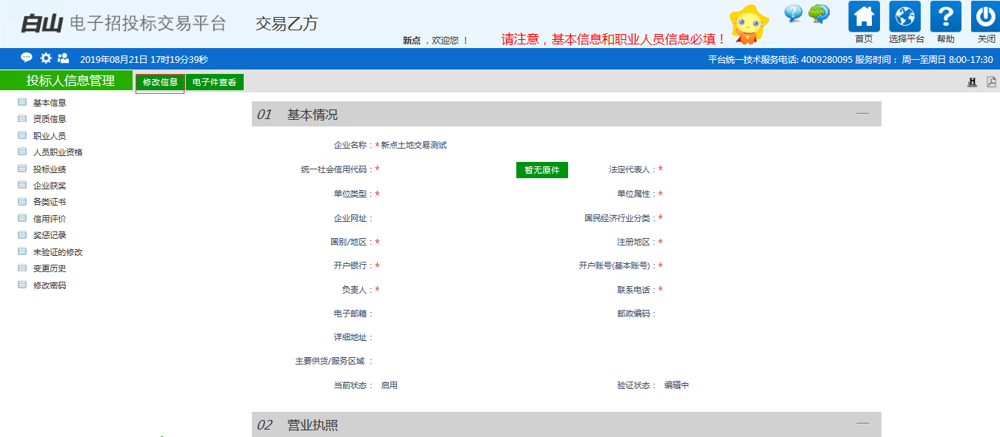 白山 电子招投标交易平台 交易乙方
新点 ，欢迎您 ！ 请注意，基本信息和职业人员信息必填！
首页 选择平台 帮助 关闭
2019年08月21日 17时19分39秒 平台统一技术服务电话: 4009280095 服务时间： 周一至周日 8:00-17:30
投标人信息管理 修改信息 电子件查看
基本信息
资质信息
职业人员
人员职业资格
投标业绩
企业获奖
各类证书
信用评价
奖惩记录
未验证的修改
变更历史
修改密码
01 基本情况
企业名称：* 新点土地交易测试
统一社会信用代码：* 暂无原件 法定代表人：*
单位类型：* 单位属性：*
企业网址： 国民经济行业分类：*
国别/地区：* 注册地区：*
开户银行：* 开户账号(基本账号)：*
负责人：* 联系电话：*
电子邮箱： 邮政编码：
详细地址：
主要供货/服务区域 ：
当前状态： 启用 验证状态： 编辑中
02 营业执照